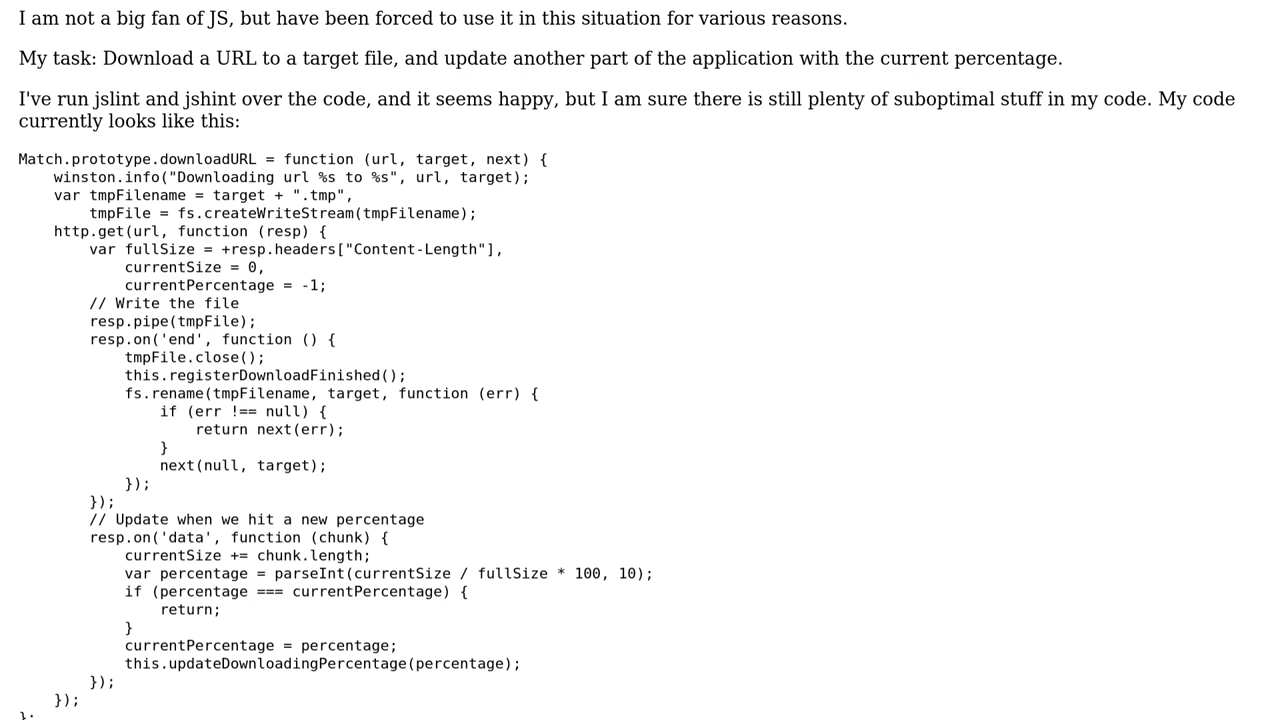 I am not a big fan of JS, but have been forced to use it in this situation for various reasons.
My task: Download a URL to a target file, and update another part of the application with the current percentage.
I've run jslint and jshint over the code, and it seems happy, but I am sure there is still plenty of suboptimal stuff in my code. My code
currently looks like this:
Match.prototype.downloadURL = function (url, target, next) {
    winston.info("Downloading url %s to %s", url, target);
    var tmpFilename = target + ".tmp",
        tmpFile = fs.createWriteStream(tmpFilename);
    http.get(url, function (resp) {
        var fullSize = +resp.headers["Content-Length"],
            currentSize = 0,
            currentPercentage = -1;
        // Write the file
        resp.pipe(tmpFile);
        resp.on('end', function () {
            tmpFile.close();
            this.registerDownloadFinished();
            fs.rename(tmpFilename, target, function (err) {
                if (err !== null) {
                    return next(err);
                }
                next(null, target);
            });
        });
        // Update when we hit a new percentage
        resp.on('data', function (chunk) {
            currentSize += chunk.length;
            var percentage = parseInt(currentSize / fullSize * 100, 10);
            if (percentage === currentPercentage) {
                return;
            }
            currentPercentage = percentage;
            this.updateDownloadingPercentage(percentage);
        });
    });
};